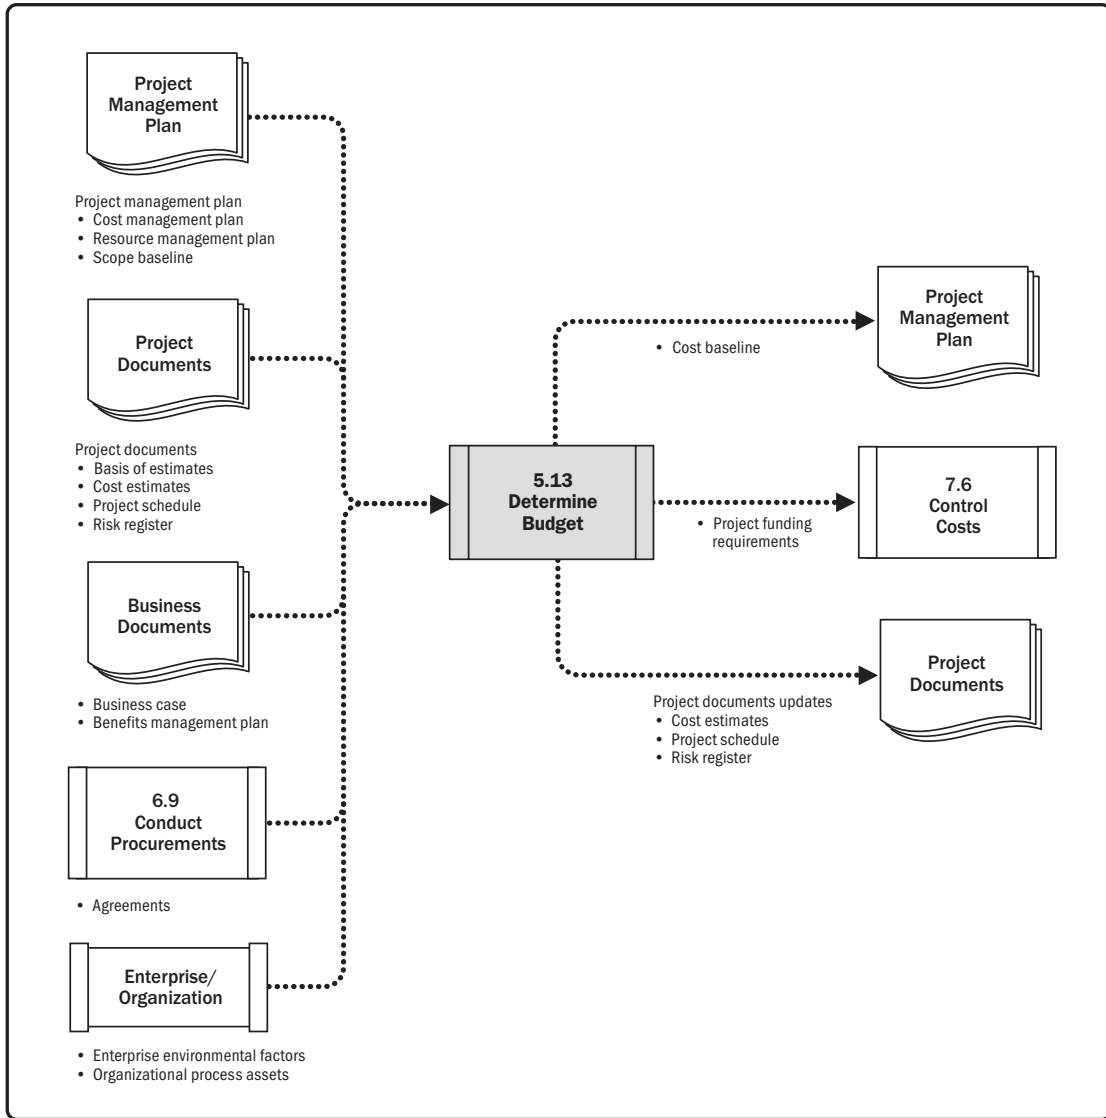 Project
Management
Plan
Project management plan
• Cost management plan
• Resource management plan
• Scope baseline
Project
Documents
Project documents
• Basis of estimates
• Cost estimates
• Project schedule
• Risk register
Business
Documents
• Business case
• Benefits management plan
6.9
Conduct
Procurements
• Agreements
Enterprise/
Organization
• Enterprise environmental factors
• Organizational process assets
5.13
Determine
Budget
• Cost baseline
Project
Management
Plan
• Project funding
requirements
7.6
Control
Costs
Project documents updates
• Cost estimates
• Project schedule
• Risk register
Project
Documents